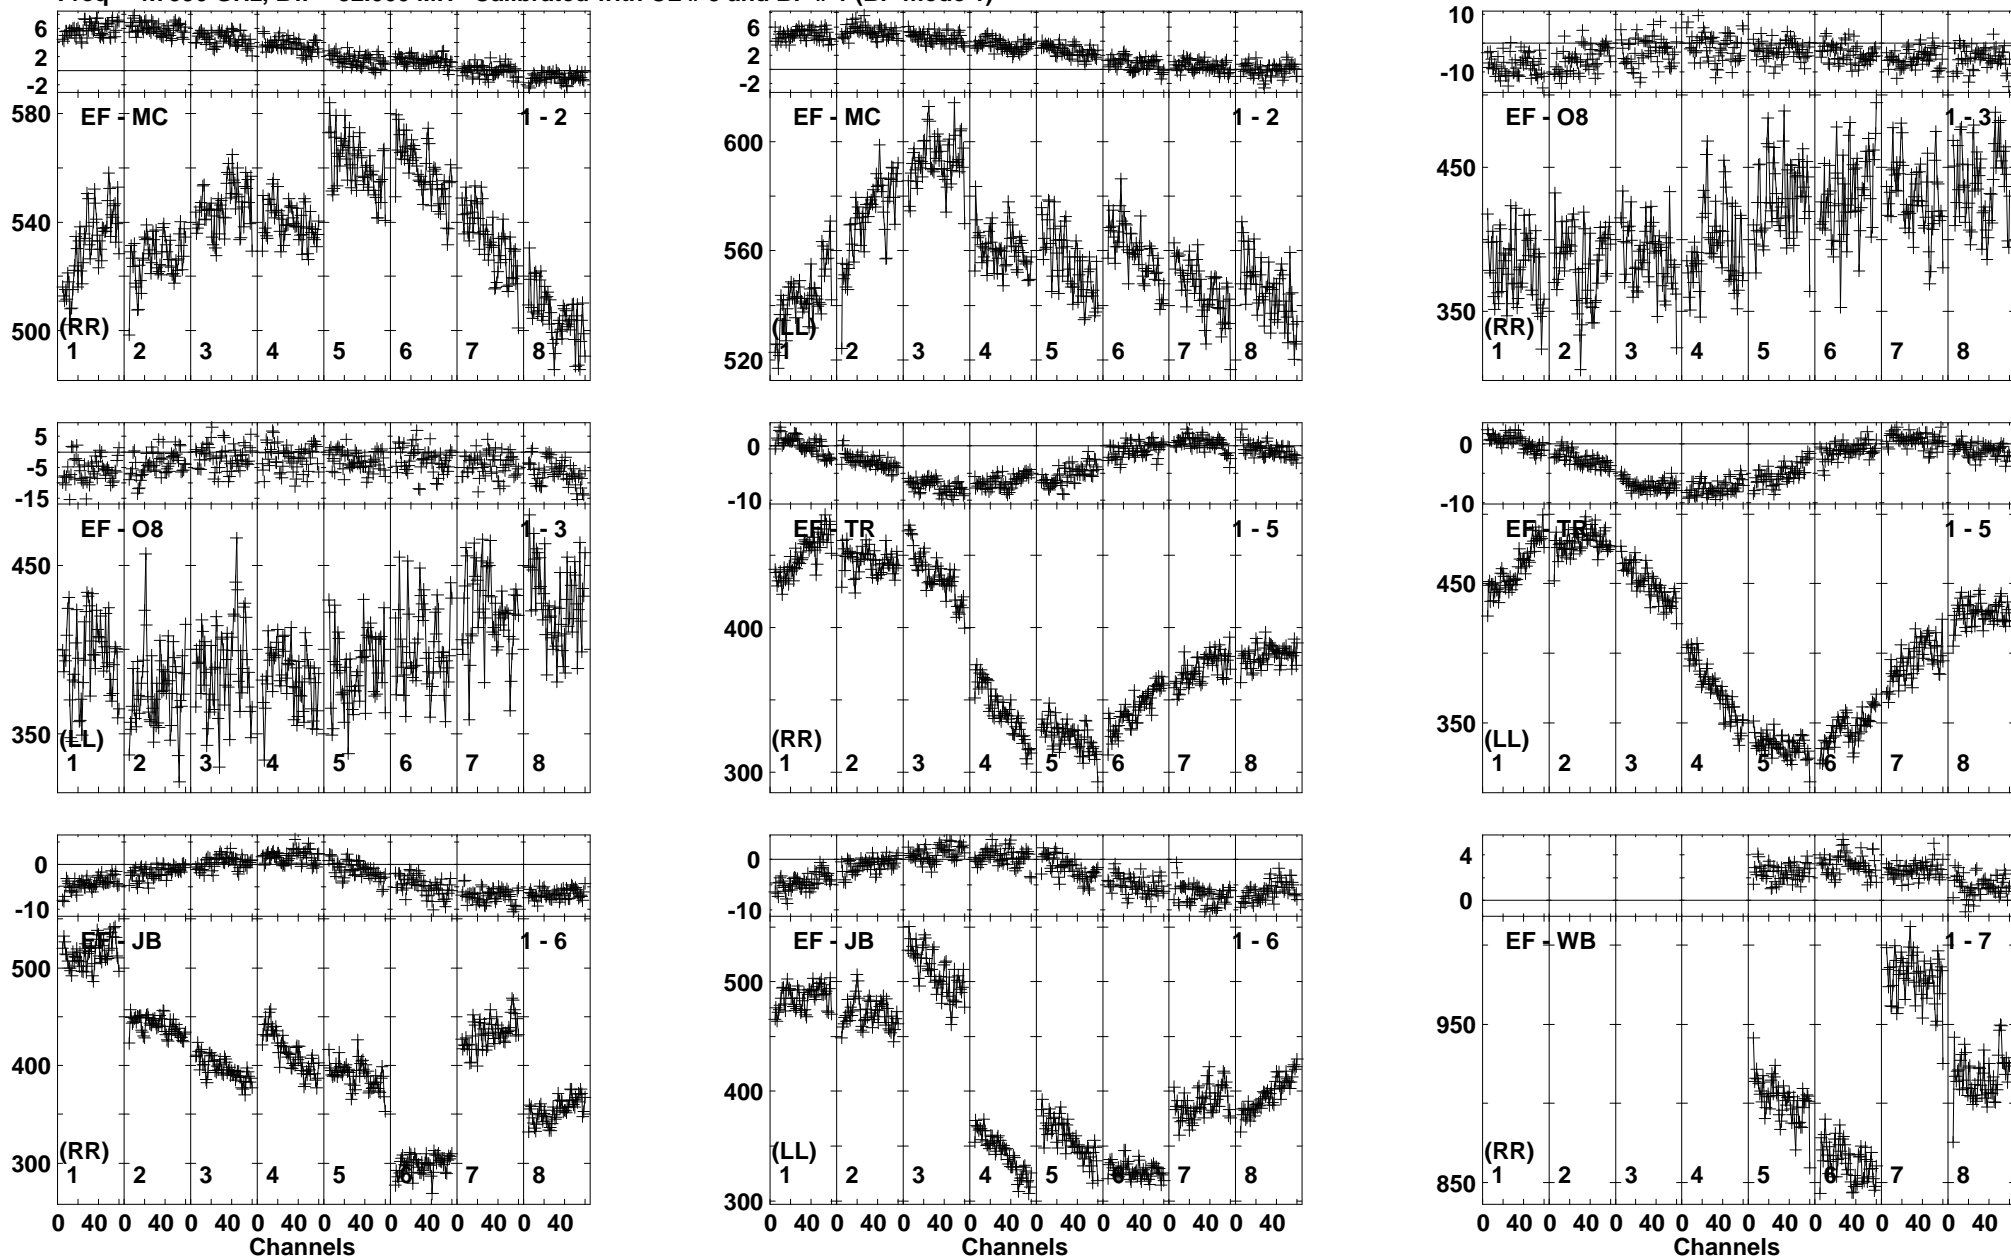 6 2 -2 6 2 -2 10 -10
580 EF - MC 1 - 2 EF - MC 1 - 2 EF - O8 1 - 3
540 600 450
500 560 350
(RR) (LL) 520 (RR)
1 2 3 4 5 6 7 8 1 2 3 4 5 6 7 8 1 2 3 4 5 6 7 8
5 -5 -15 0 -10 0 -10
EF - O8 1 - 3 EF - TR 1 - 5 EF - TR 1 - 5
450 400 450
350 300 350
(LL) (RR) (LL)
1 2 3 4 5 6 7 8 1 2 3 4 5 6 7 8 1 2 3 4 5 6 7 8
0 -10 0 -10 4 0
EF - JB 1 - 6 EF - JB 1 - 6 EF - WB 1 - 7
500 500 950
400 400
300 300 850
(RR) (LL) (RR)
1 2 3 4 5 6 7 8 1 2 3 4 5 6 7 8 1 2 3 4 5 6 7 8
0 40 0 40 0 40 0 40 0 40 0 40 0 40 0 40 0 40 0 40 0 40 0 40 0 40 0 40 0 40 0 40 0 40 0 40 0 40 0 40 0 40 0 40 0 40 0 40
Channels Channels Channels